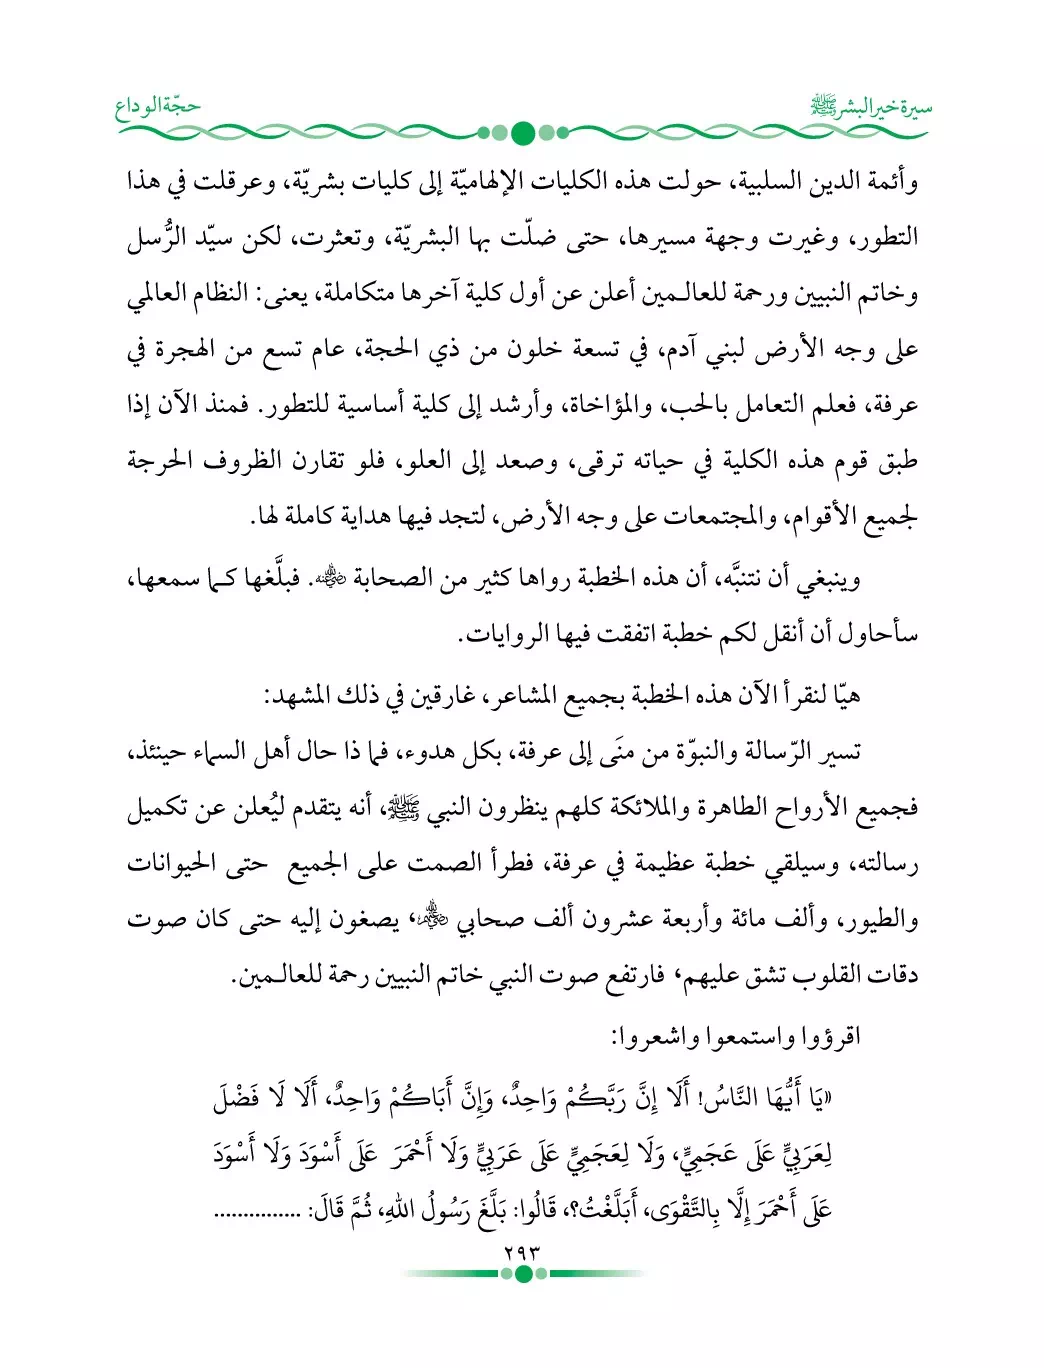 سيرة خير البشر ﷺ
حجّة الوداع
وأئمة الدين السلبية، حولت هذه الكليات الإلهاميّة إلى كليات بشريّة، وعرقلت في هذا
التطور، وغيرت وجهة مسيرها، حتى ضلّت بها البشريّة، وتعثرت، لكن سيّد الرُّسل
وخاتم النبيين ورحمة للعالـمين أعلن عن أول كلية آخرها متكاملة، يعنى: النظام العالمي
على وجه الأرض لبني آدم، في تسعة خلون من ذي الحجة، عام تسع من الهجرة في
عرفة، فعلم التعامل بالحب، والمؤاخاة، وأرشد إلى كلية أساسية للتطور. فمنذ الآن إذا
طبق قوم هذه الكلية في حياته ترقى، وصعد إلى العلو، فلو تقارن الظروف الحرجة
لجميع الأقوام، والمجتمعات على وجه الأرض، لتجد فيها هداية كاملة لها.
وينبغي أن نتنبَّه، أن هذه الخطبة رواها كثير من الصحابة ﷺ. فبلَّغها كـما سمعها،
سأحاول أن أنقل لكم خطبة اتفقت فيها الروايات.
هيّا لنقرأ الآن هذه الخطبة بجميع المشاعر، غارقين في ذلك المشهد:
تسير الرّسالة والنبوّة من منَى إلى عرفة، بكل هدوء، فما ذا حال أهل السماء حينئذ،
فجميع الأرواح الطاهرة والملائكة كلهم ينظرون النبي ﷺ، أنه يتقدم ليُعلن عن تكميل
رسالته، وسيلقي خطبة عظيمة في عرفة، فطرأ الصمت على الجميع حتى الحيوانات
والطيور، وألف مائة وأربعة عشرون ألف صحابي، يصغون إليه حتى كان صوت
دقات القلوب تشق عليهم، فارتفع صوت النبي خاتم النبيين رحمة للعالـمين.
اقرؤوا واستمعوا واشعروا:
«يَا أَيُّهَا النَّاسُ! أَلَا إِنَّ رَبَّكُمْ وَاحِدٌ، وَإِنَّ أَبَاكُمْ وَاحِدٌ، أَلَا لَا فَضْلَ
لِعَرَبِيٍّ عَلَى عَجَمِيٍّ، وَلَا لِعَجَمِيٍّ عَلَى عَرَبِيٍّ وَلَا أَحْمَرَ عَلَى أَسْوَدَ وَلَا أَسْوَدَ
عَلَى أَحْمَرَ إِلَّا بِالتَّقْوَى، أَبَلَّغْتُ؟، قَالُوا: بَلَّغَ رَسُولُ اللهِ، ثُمَّ قَالَ: ...............
٢٩٣